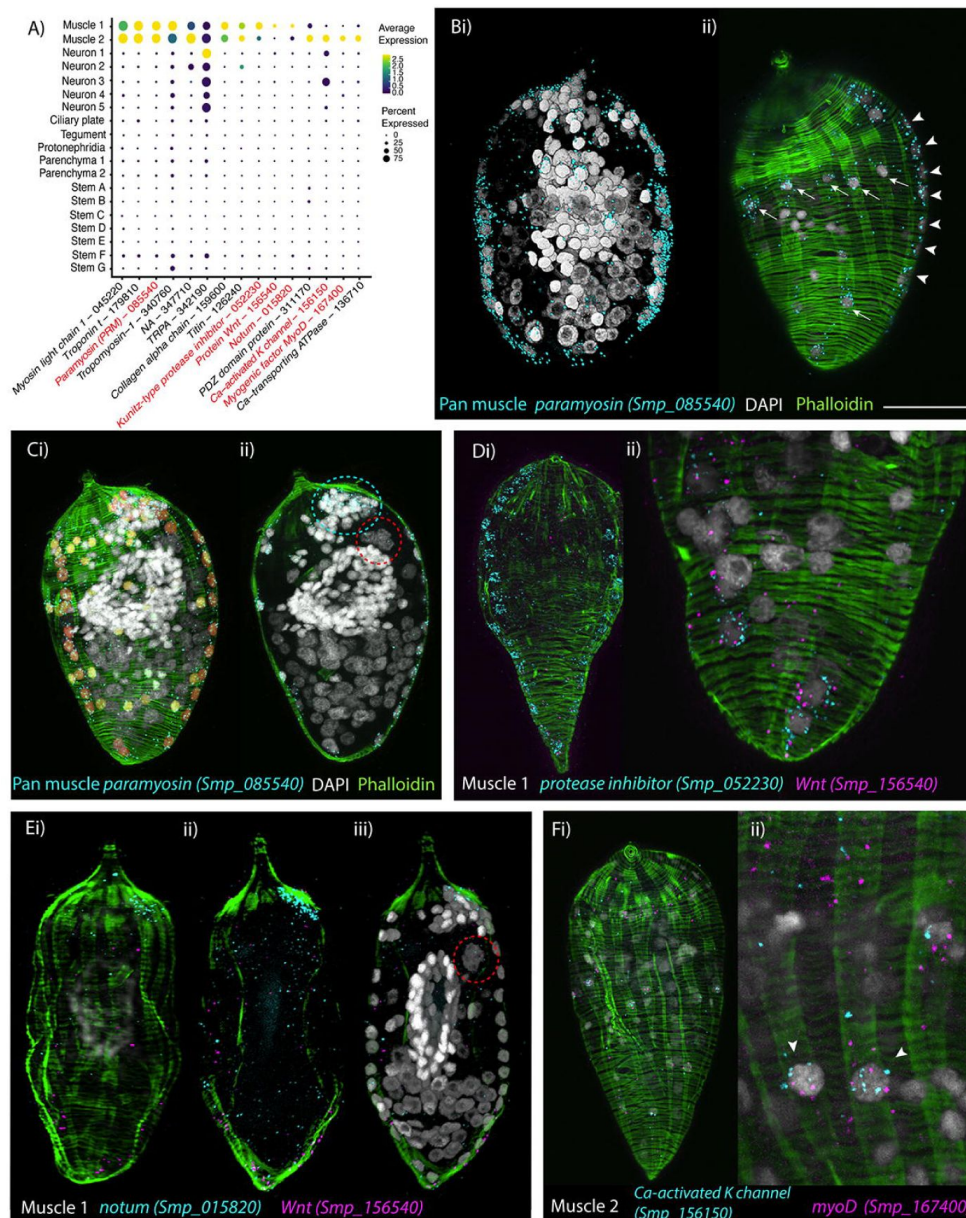 A)
Muscle 1
Muscle 2
Neuron 1
Neuron 2
Neuron 3
Neuron 4
Neuron 5
Ciliary plate
Tegument
Protonephridia
Parenchyma 1
Parenchyma 2
Stem A
Stem B
Stem C
Stem D
Stem E
Stem F
Stem G
Myosin light chain 1 – 045220
Troponin 1 – 179810
Paramyosin (PRM) – 085540
Tropomyosin–1 – 340760
NA – 347710
TRPA – 342190
Collagen alpha chain – 159600
Titin – 126240
Kunitz-type protease inhibitor – 052230
Protein Wnt – 156540
Notum – 015820
PDZ domain protein – 311170
Ca–activated K channel – 156150
Myogenic factor MyoD – 167400
Ca–transporting ATPase – 136710
Average
Expression
2.5
2.0
1.5
1.0
0.5
0.0
Percent
Expressed
0
25
50
75
Bi)
ii)
Pan muscle paramyosin (Smp_085540) DAPI Phalloidin
Ci)
ii)
Pan muscle paramyosin (Smp_085540) DAPI Phalloidin
Di)
ii)
Muscle 1 protease inhibitor (Smp_052230) Wnt (Smp_156540)
Ei)
ii)
iii)
Muscle 1 notum (Smp_015820) Wnt (Smp_156540)
Fi)
ii)
Muscle 2 Ca-activated K channel (Smp_156150) myoD (Smp_167400)